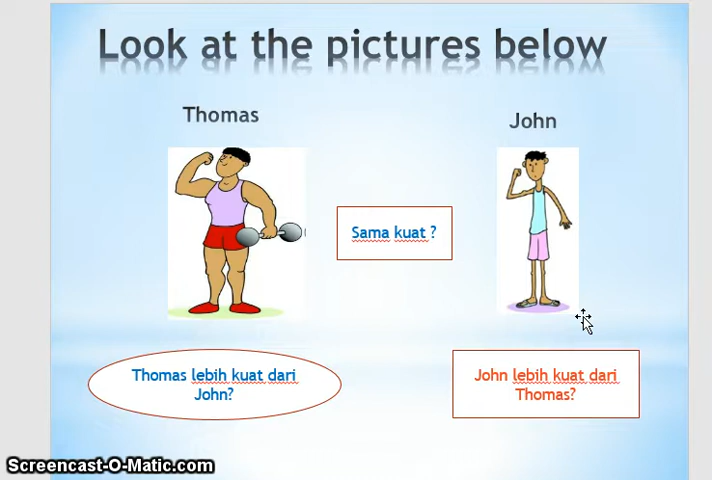 Look at the pictures below
Thomas
John
Sama kuat ?
Thomas lebih kuat dari
John?
John lebih kuat dari
Thomas?
Screencast-O-Matic.com